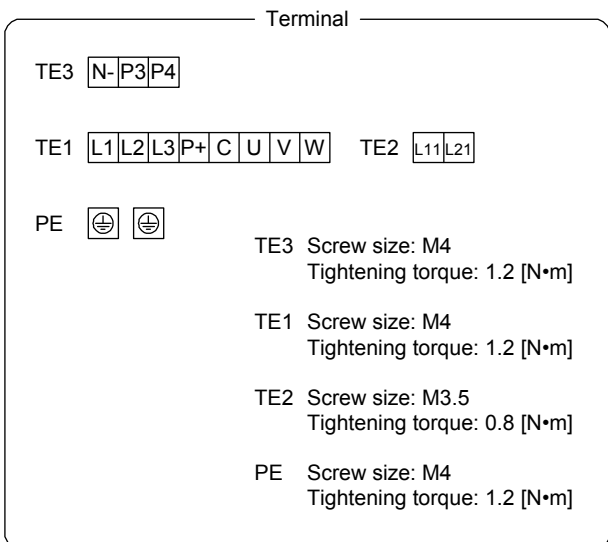 Terminal
TE3 N- P3 P4
TE1 L1 L2 L3 P+ C U V W TE2 L11 L21
PE
TE3 Screw size: M4
Tightening torque: 1.2 [N•m]
TE1 Screw size: M4
Tightening torque: 1.2 [N•m]
TE2 Screw size: M3.5
Tightening torque: 0.8 [N•m]
PE Screw size: M4
Tightening torque: 1.2 [N•m]